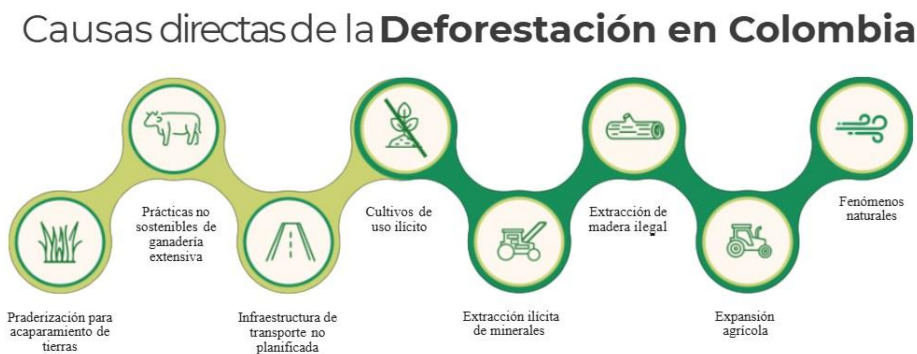 Causas directas de la Deforestación en Colombia
Praderización para
acaparamiento de
tierras
Prácticas no
sostenibles de
ganadería
extensiva
Infraestructura de
transporte no
planificada
Cultivos de
uso ilícito
Extracción ilícita
de minerales
Extracción de
madera ilegal
Expansión
agrícola
Fenómenos
naturales